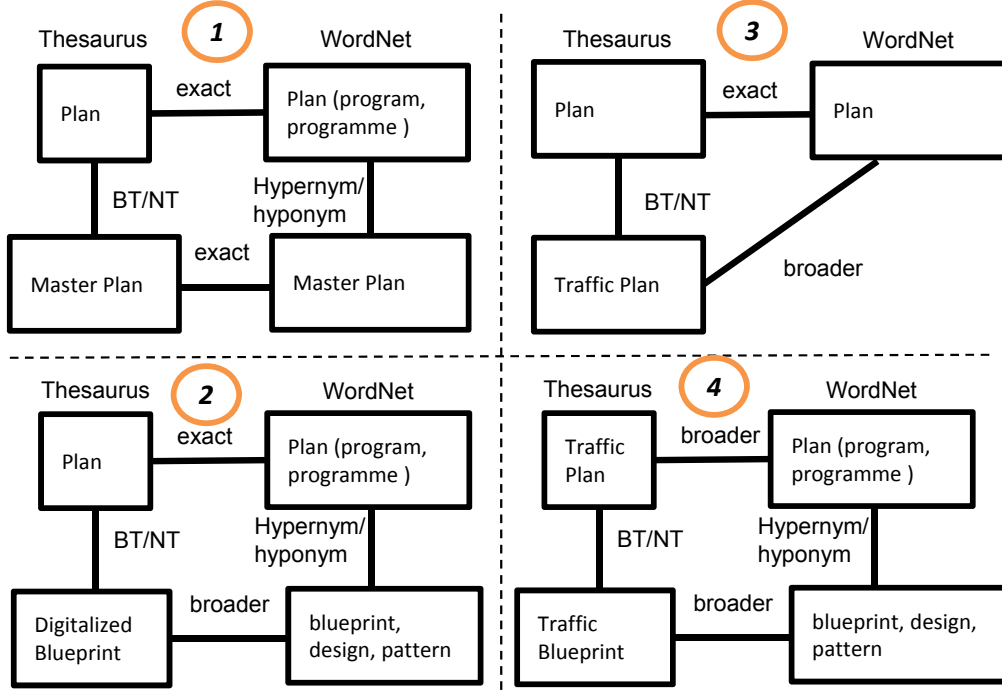 1
Thesaurus
WordNet
exact
Plan
Plan (program,
programme )
BT/NT
Hypernym/
hyponym
exact
Master Plan
Master Plan
3
Thesaurus
WordNet
exact
Plan
Plan
BT/NT
broader
Traffic Plan
2
Thesaurus
WordNet
exact
Plan
Plan (program,
programme )
BT/NT
Hypernym/
hyponym
broader
Digitalized
Blueprint
blueprint,
design, pattern
4
Thesaurus
WordNet
broader
Traffic
Plan
Plan (program,
programme )
BT/NT
Hypernym/
hyponym
broader
Traffic
Blueprint
blueprint, design,
pattern